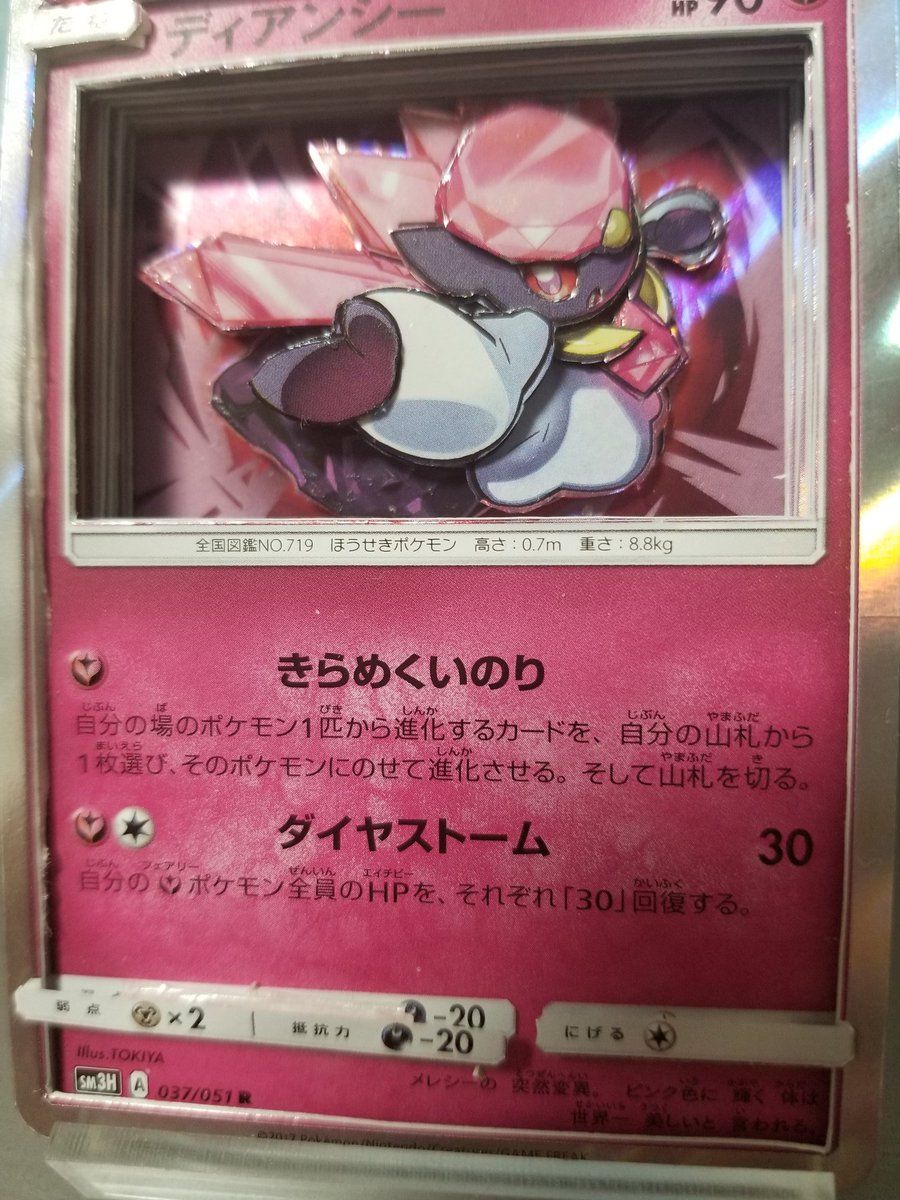 たね ディアンシー HP 90
全国図鑑NO.719 ほうせきポケモン 高さ:0.7m 重さ:8.8kg
きらめくいのり
自分の場のポケモン1匹から進化するカードを、自分の山札から
1枚選び、そのポケモンにのせて進化させる。そして山札を切る。
ダイヤストーム 30
自分の ポケモン全員のHPを、それぞれ「30」回復する。
弱点 ×2 抵抗力 -20 にげる
-20
Illus.TOKIYA
SM3H A 037/051 R
メレシーの 突然変異。 ピンク色に 輝く 体は
世界一 美しいと 言われる。
©2017 Pokémon/Nintendo/Creatures/GAME FREAK